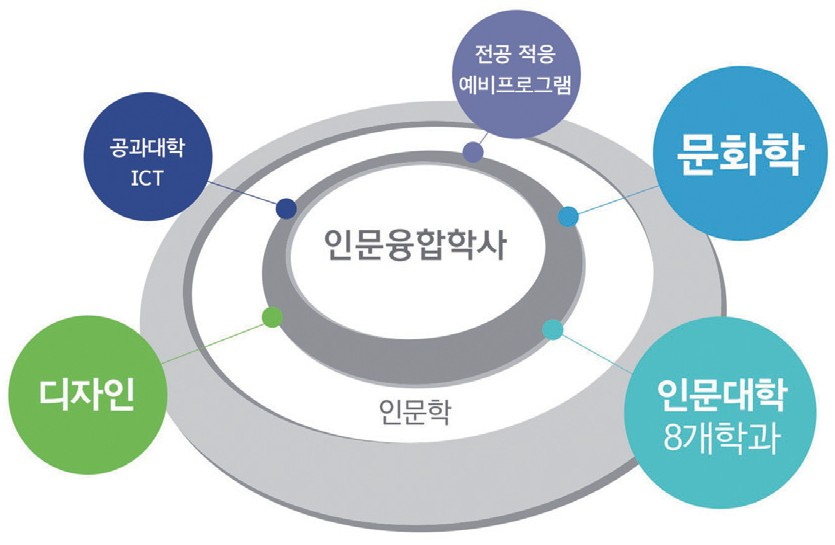 전공 적응
예비프로그램
공과대학
ICT
문화학
인문융합학사
디자인
인문학
인문대학
8개학과